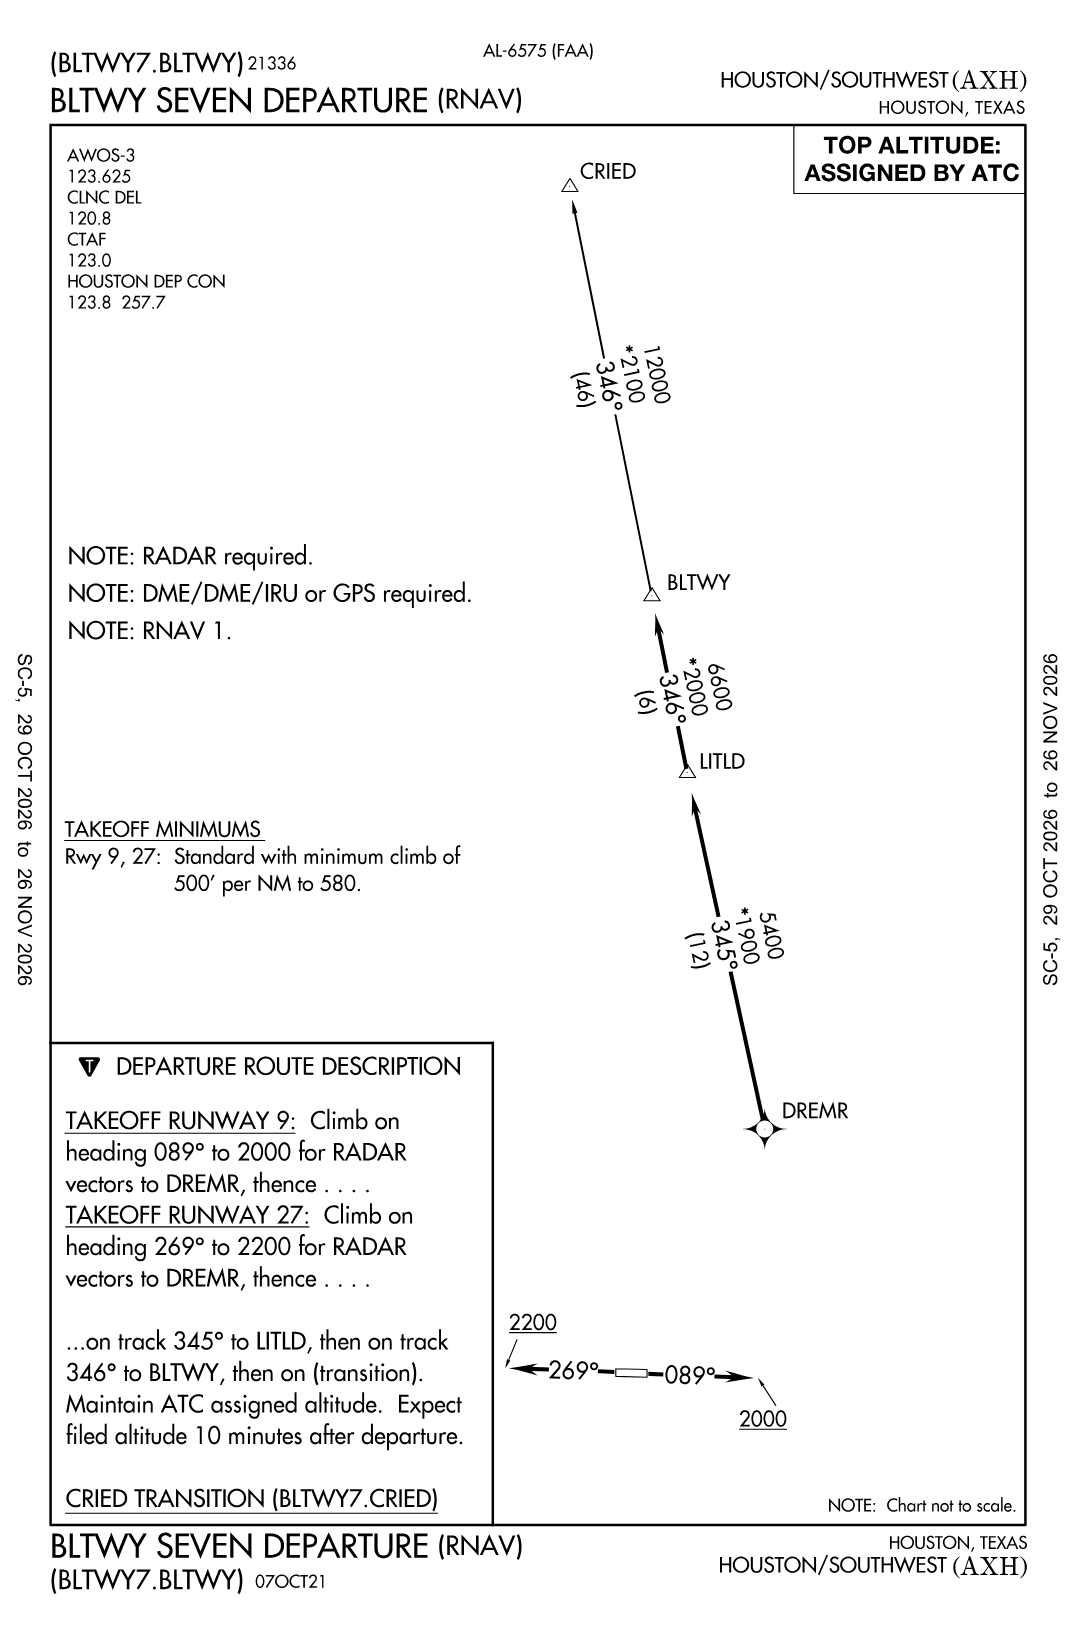 (BLTWY7.BLTWY) 21336
AL-6575 (FAA)
BLTWY SEVEN DEPARTURE (RNAV)
HOUSTON/SOUTHWEST (AXH)
HOUSTON, TEXAS
TOP ALTITUDE:
ASSIGNED BY ATC
AWOS-3
123.625
CLNC DEL
120.8
CTAF
123.0
HOUSTON DEP CON
123.8 257.7
CRIED
12000
*2100
346°
(46)
NOTE: RADAR required.
NOTE: DME/DME/IRU or GPS required.
NOTE: RNAV 1.
BLTWY
6600
*2000
346°
(6)
LITLD
SC-5, 29 OCT 2026 to 26 NOV 2026
SC-5, 29 OCT 2026 to 26 NOV 2026
TAKEOFF MINIMUMS
Rwy 9, 27: Standard with minimum climb of
500' per NM to 580.
5400
*1900
345°
(12)
DREMR
T DEPARTURE ROUTE DESCRIPTION
TAKEOFF RUNWAY 9: Climb on
heading 089° to 2000 for RADAR
vectors to DREMR, thence . . . .
TAKEOFF RUNWAY 27: Climb on
heading 269° to 2200 for RADAR
vectors to DREMR, thence . . . .
...on track 345° to LITLD, then on track
346° to BLTWY, then on (transition).
Maintain ATC assigned altitude. Expect
filed altitude 10 minutes after departure.
CRIED TRANSITION (BLTWY7.CRIED)
2200
269°
089°
2000
NOTE: Chart not to scale.
BLTWY SEVEN DEPARTURE (RNAV)
(BLTWY7.BLTWY) 07OCT21
HOUSTON, TEXAS
HOUSTON/SOUTHWEST (AXH)